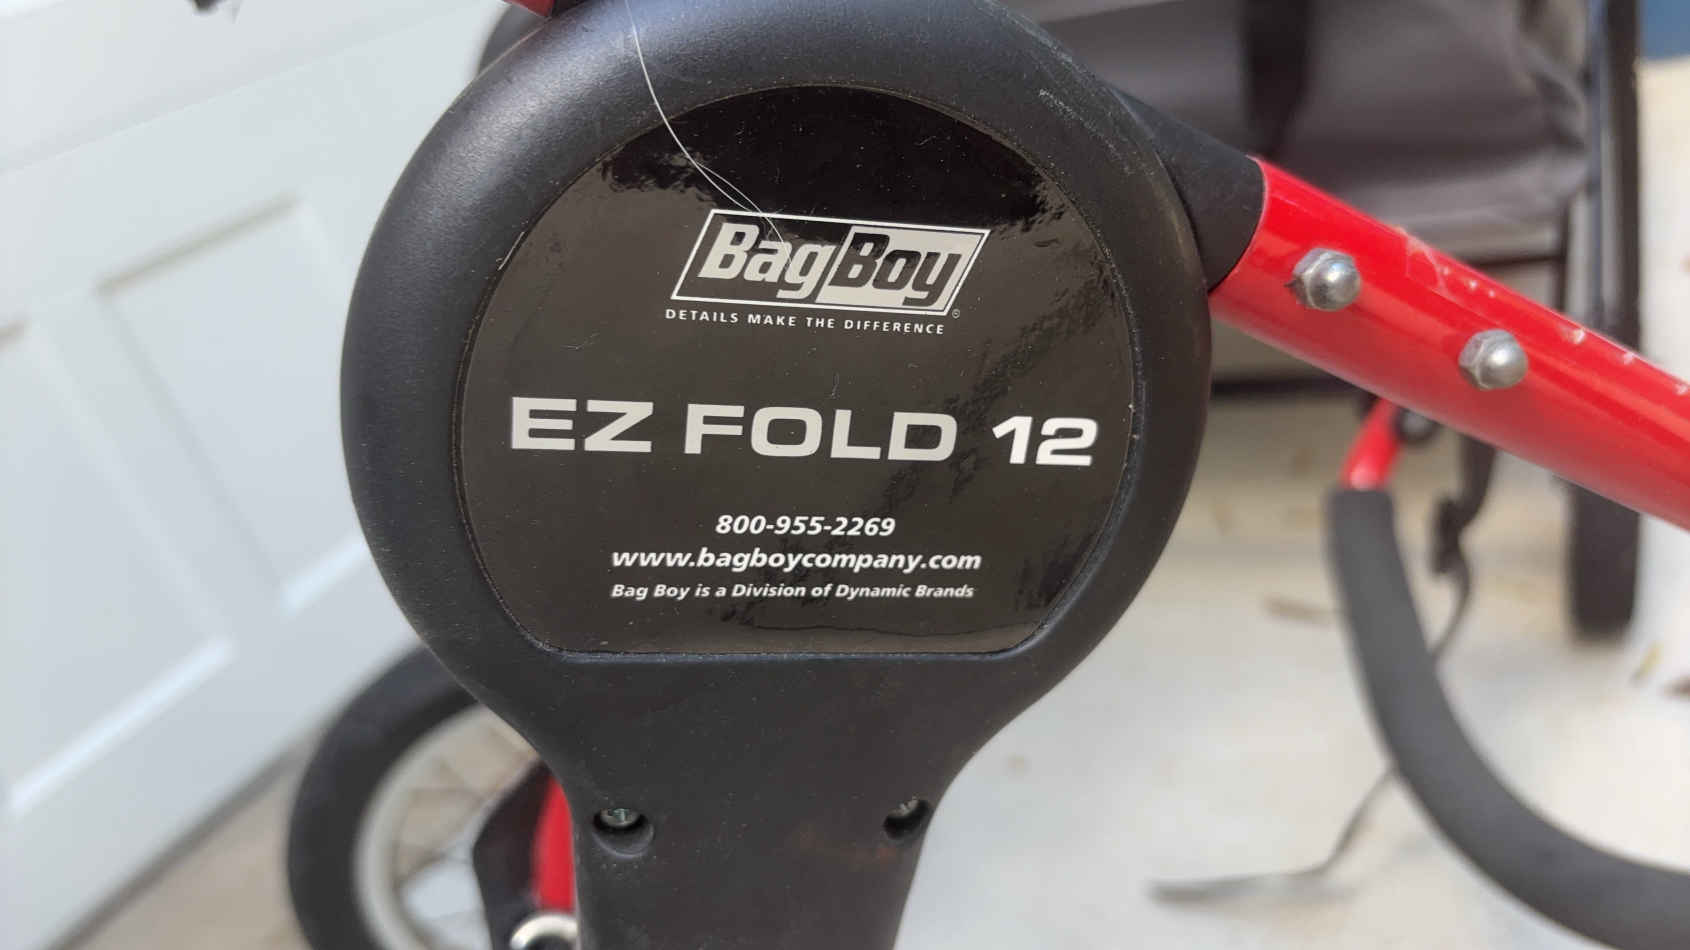 BagBoy®
DETAILS MAKE THE DIFFERENCE
EZ FOLD 12
800-955-2269
www.bagboycompany.com
Bag Boy is a Division of Dynamic Brands